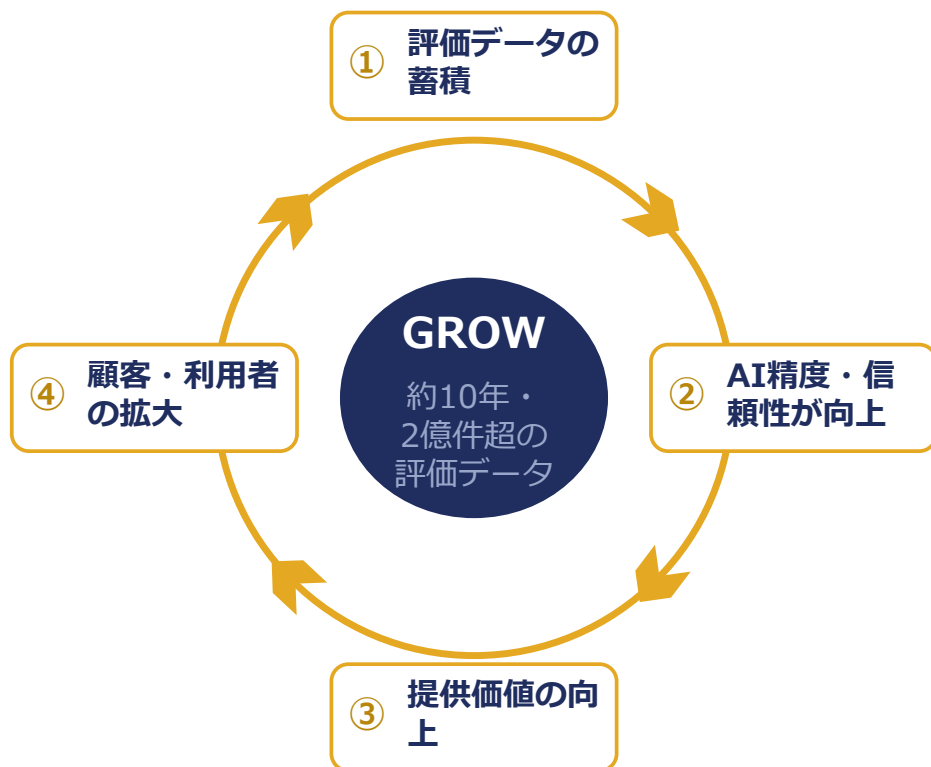 ① 評価データの
蓄積
GROW
約10年・
2億件超の
評価データ
④ 顧客・利用者
の拡大
② AI精度・信
頼性が向上
③ 提供価値の向
上